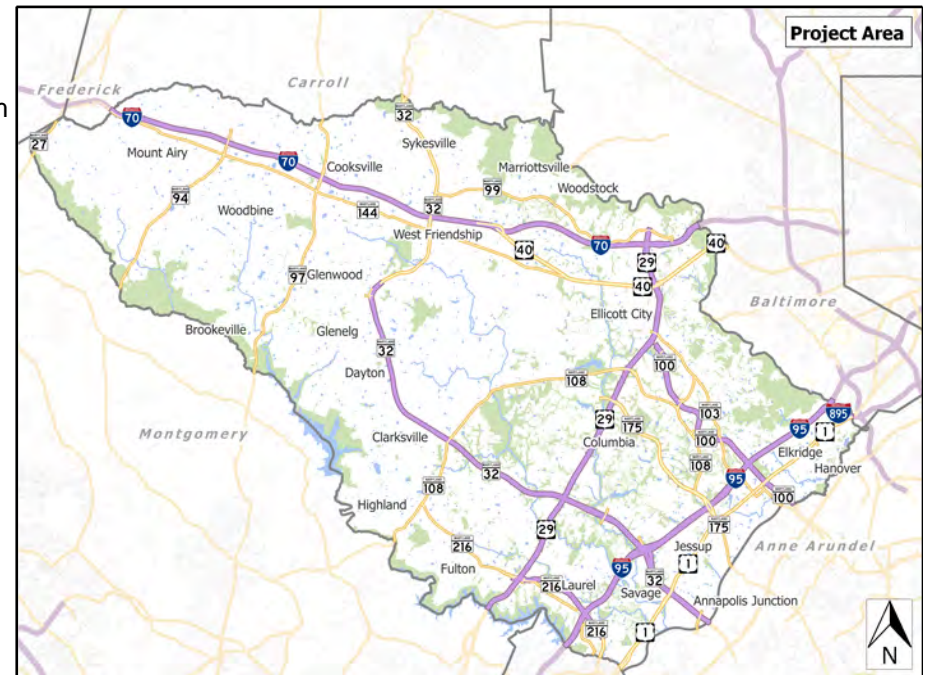 Project Area
Frederick
Carroll
n
70
32
27
Mount Airy
70
Cooksville
Sykesville
Marriottsville
99
Woodstock
94
Woodbine
144
32
West Friendship
40
70
29
40
97
Glenwood
40
Baltimore
Ellicott City
Brookeville
Glenelg
32
Dayton
100
108
Montgomery
29
175
103
95
895
1
Clarksville
Columbia
100
Elkridge
108
Hanover
32
95
108
100
Highland
175
29
216
Jessup
Anne Arundel
Fulton
95
1
32
216
Laurel
Savage
Annapolis Junction
216
1
N